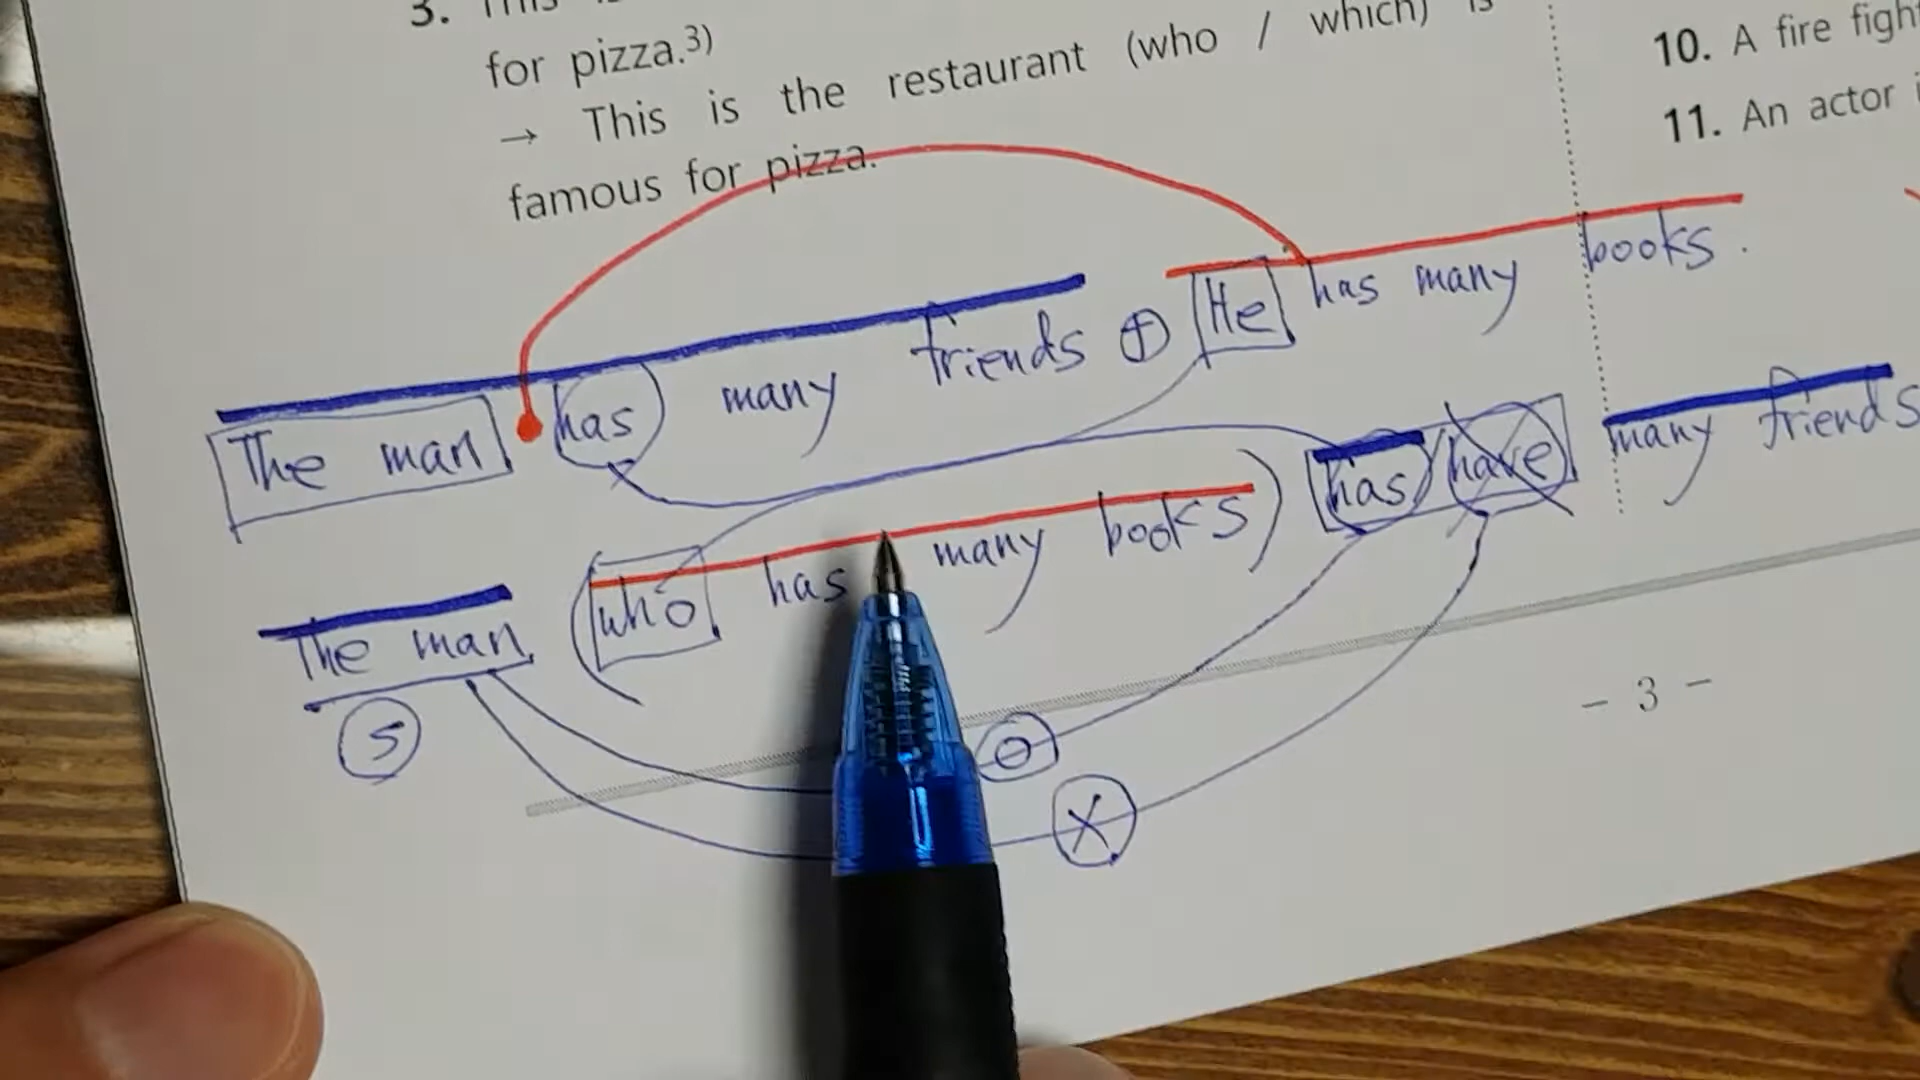 3. This
for pizza.3)
→ This is the restaurant (who / which) is
famous for pizza.
10. A fire
11. An actor
The man has many friends + He has many books.
The man (who has many books) has/have many friends
S
O
X
- 3 -